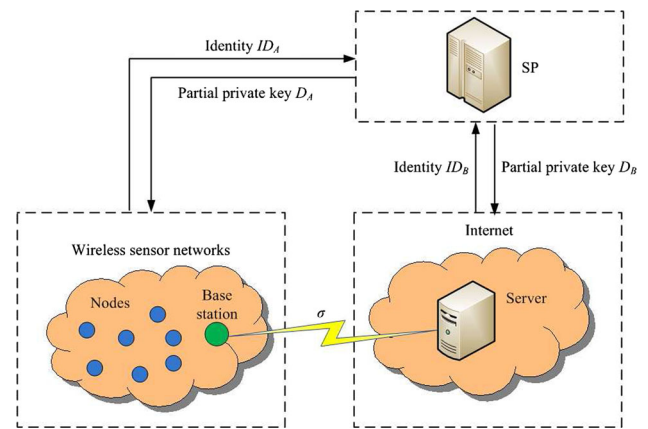 Identity ID_A
SP
Partial private key D_A
Identity ID_B
Partial private key D_B
Internet
Wireless sensor networks
Nodes
Base
station
σ
Server